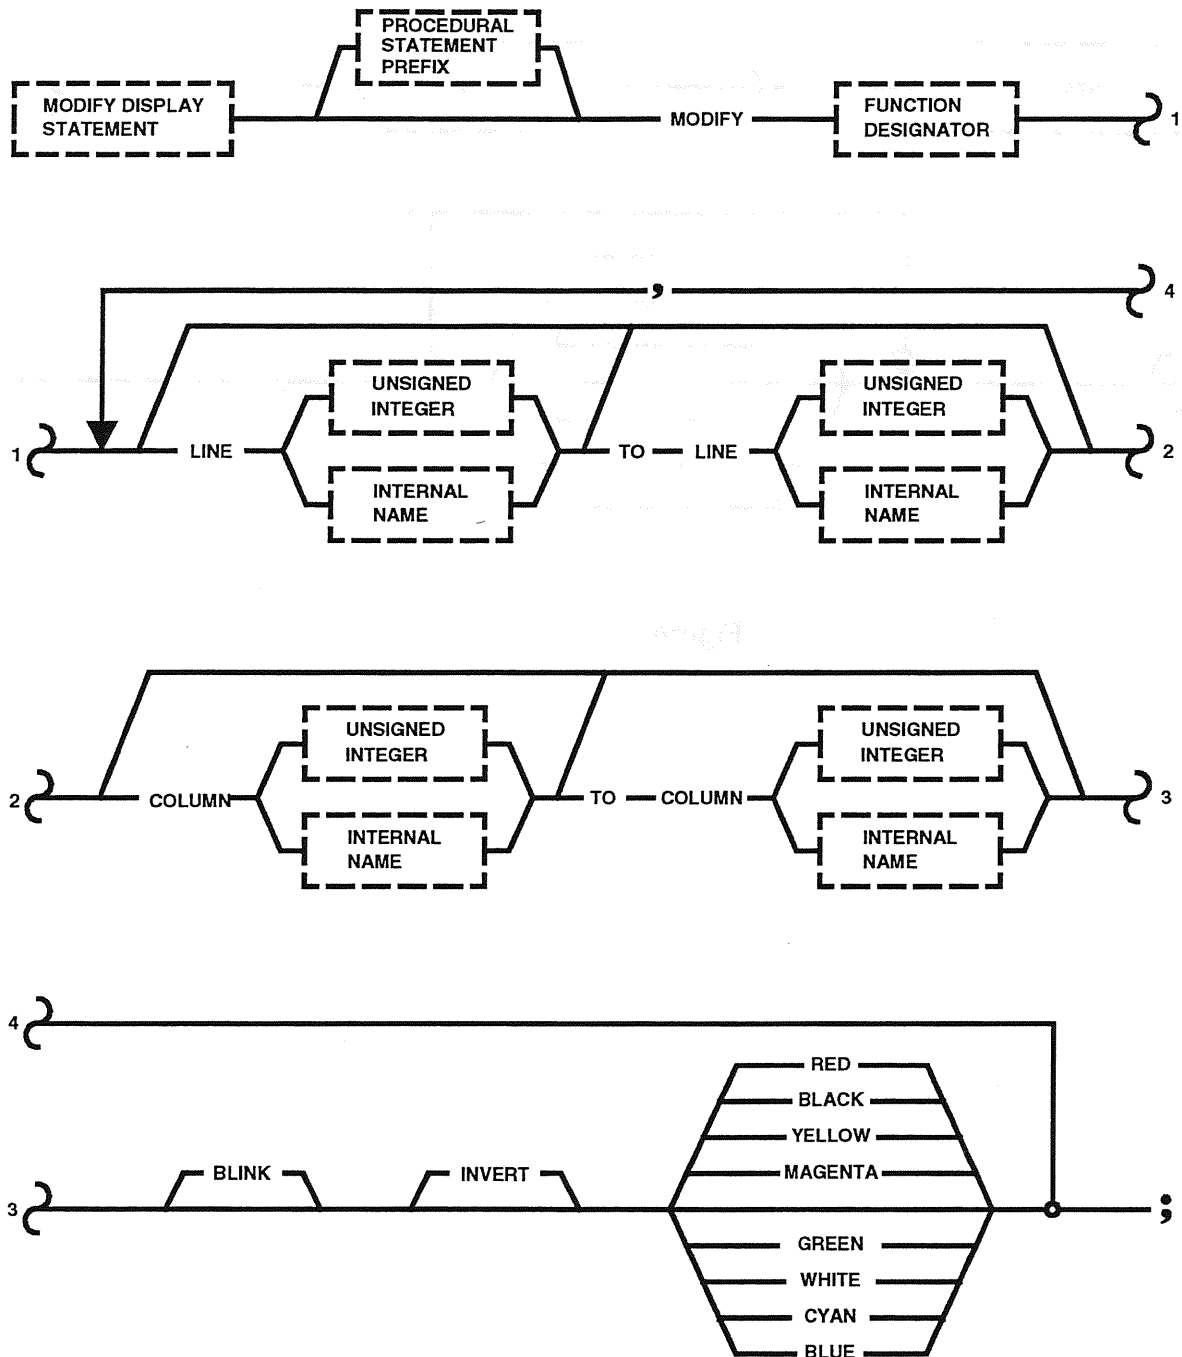 PROCEDURAL
STATEMENT
PREFIX
MODIFY DISPLAY
STATEMENT
MODIFY
FUNCTION
DESIGNATOR
1
,
4
UNSIGNED
INTEGER
UNSIGNED
INTEGER
1
LINE
TO
LINE
2
INTERNAL
NAME
INTERNAL
NAME
UNSIGNED
INTEGER
UNSIGNED
INTEGER
2
COLUMN
TO
COLUMN
3
INTERNAL
NAME
INTERNAL
NAME
4
RED
BLACK
YELLOW
MAGENTA
BLINK
INVERT
3
;
GREEN
WHITE
CYAN
BLUE